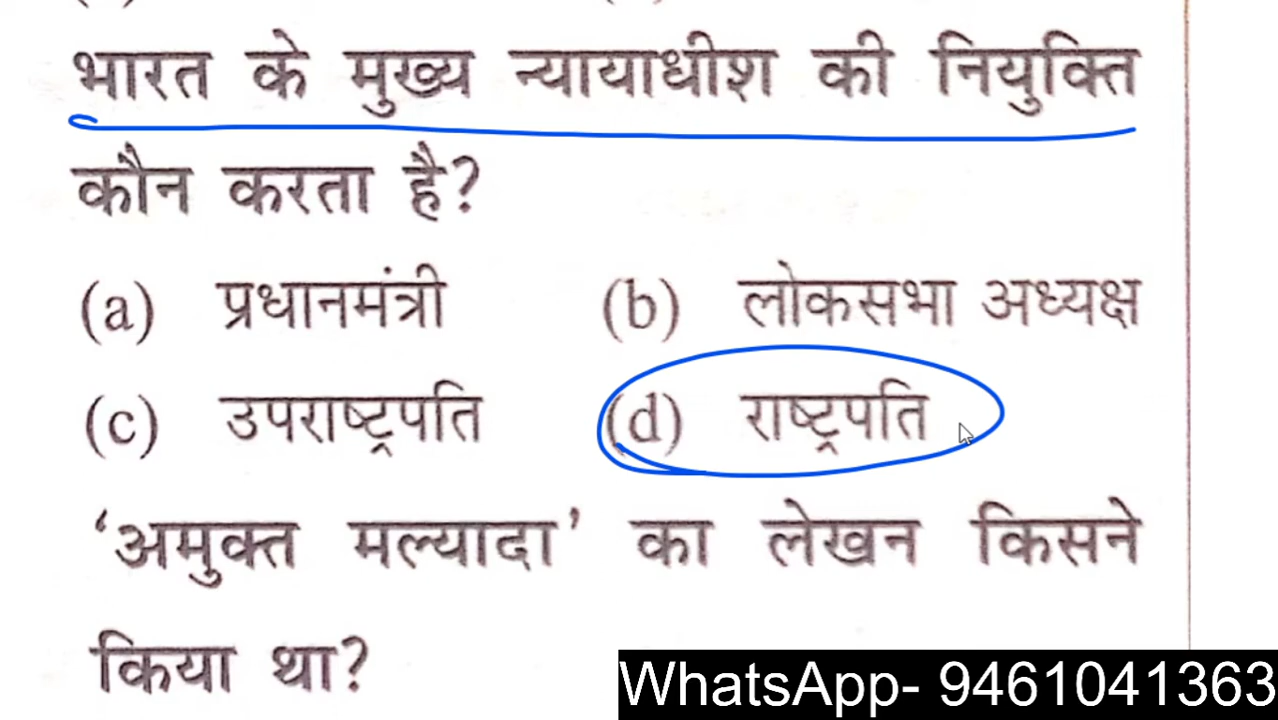 भारत के मुख्य न्यायाधीश की नियुक्ति
कौन करता है?
(a) प्रधानमंत्री (b) लोकसभा अध्यक्ष
(c) उपराष्ट्रपति (d) राष्ट्रपति
‘अमुक्त मल्यादा’ का लेखन किसने
किया था?
WhatsApp- 9461041363